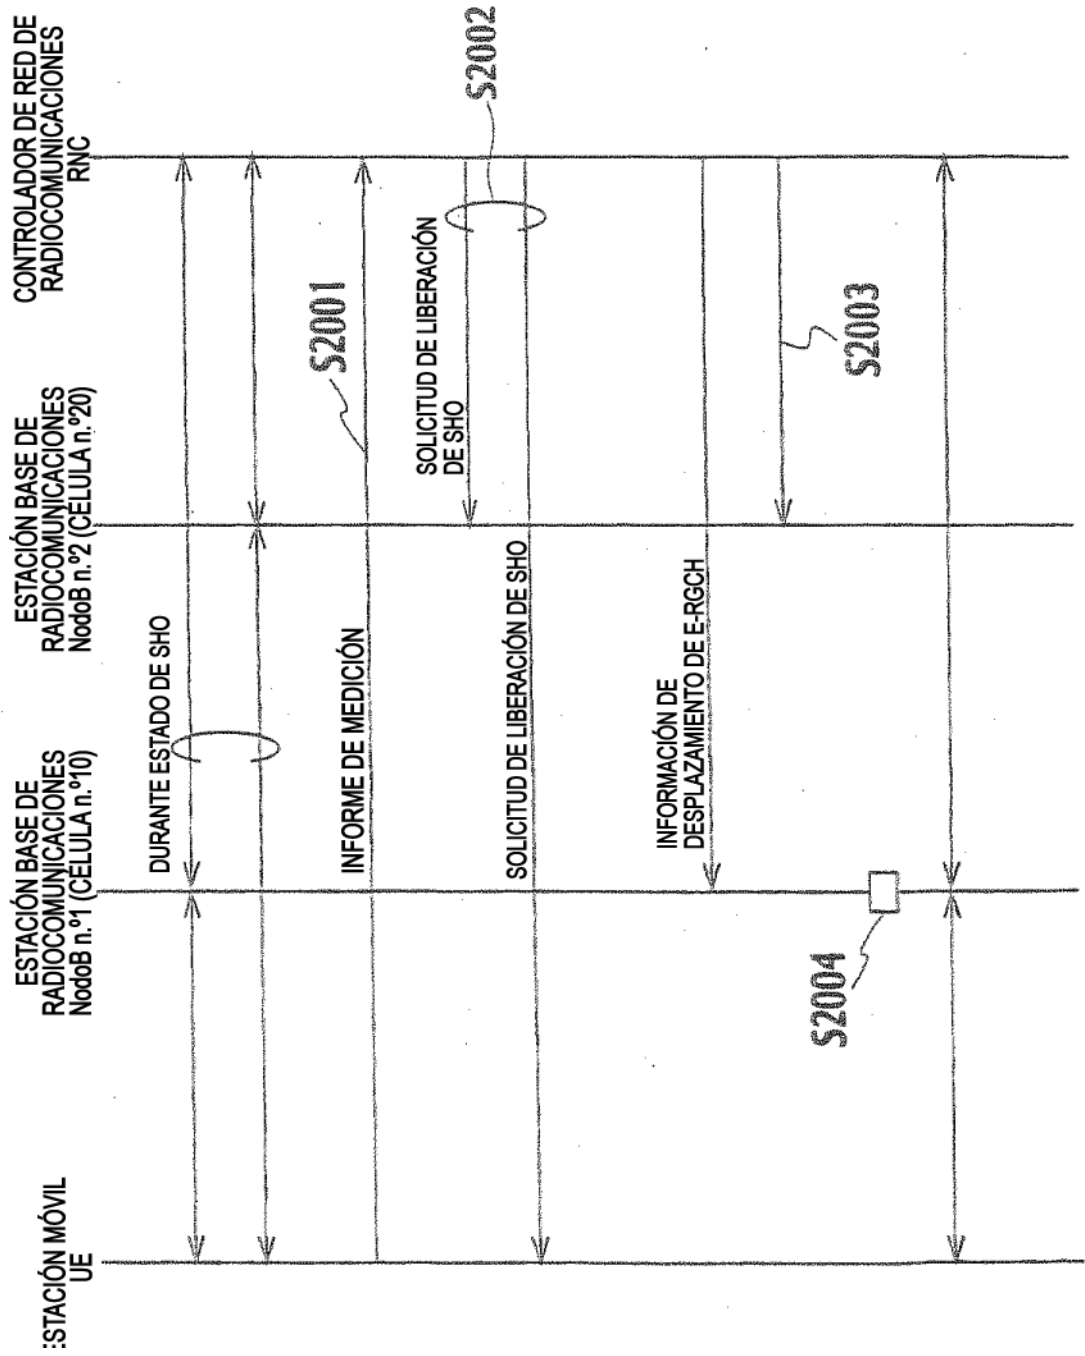 ESTACIÓN MÓVIL
UE
ESTACIÓN BASE DE
RADIOCOMUNICACIONES
NodoB n.º1 (CÉLULA n.º10)
ESTACIÓN BASE DE
RADIOCOMUNICACIONES
NodoB n.º2 (CÉLULA n.º20)
CONTROLADOR DE RED DE
RADIOCOMUNICACIONES
RNC
DURANTE ESTADO DE SHO
S2001
INFORME DE MEDICIÓN
S2002
SOLICITUD DE LIBERACIÓN
DE SHO
SOLICITUD DE LIBERACIÓN DE SHO
INFORMACIÓN DE
DESPLAZAMIENTO DE E-RGCH
S2003
S2004